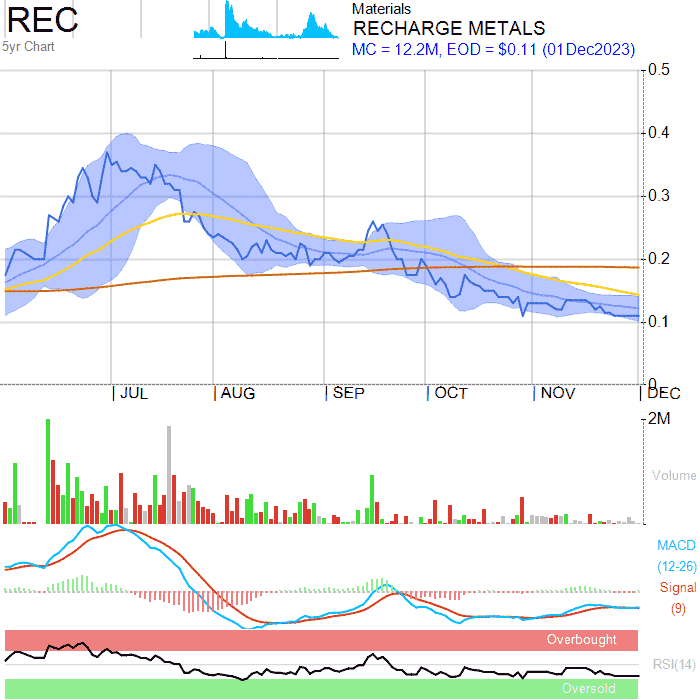 REC
5yr Chart
Materials
RECHARGE METALS
MC = 12.2M, EOD = $0.11 (01Dec2023)
0.5
0.4
0.3
0.2
0.1
0
JUL AUG SEP OCT NOV DEC
2M
Volume
MACD
(12-26)
Signal
(9)
Overbought
RSI(14)
Oversold